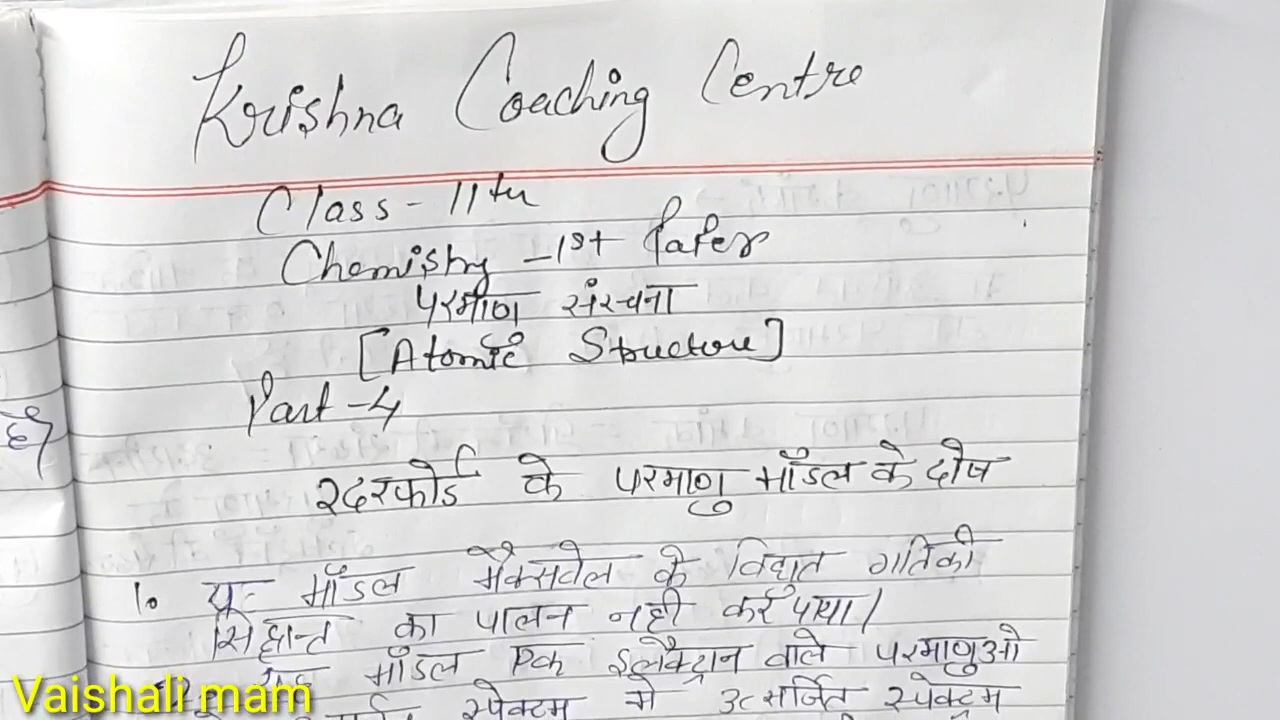 Krishna Coaching Centre
Class - 11th
Chemistry - 1st Paper
परमाणु संरचना
[Atomic Structure]
Part - 4
रदरफोर्ड के परमाणु मॉडल के दोष
1. यह मॉडल मैक्सवेल के विद्युत गतिकी
सिद्धान्त का पालन नही कर पाया।
मॉडल एक इलैक्ट्रान वाले परमाणुओ
स्पेक्टम मे उत्सर्जित स्पेक्ट्रम
है
Vaishali mam